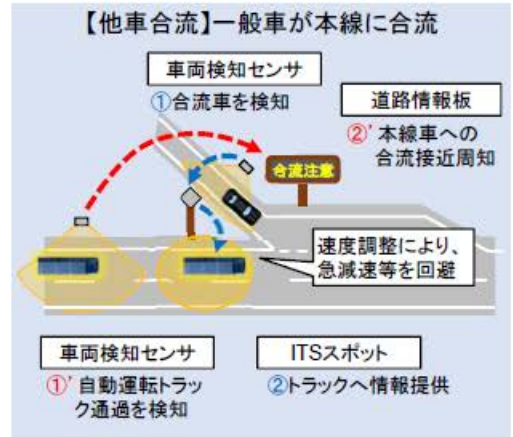 【他車合流】一般車が本線に合流
車両検知センサ
①合流車を検知
道路情報板
②’本線車への
合流接近周知
合流注意
速度調整により、
急減速等を回避
車両検知センサ
①’自動運転トラッ
ク通過を検知
ITSスポット
②トラックへ情報提供